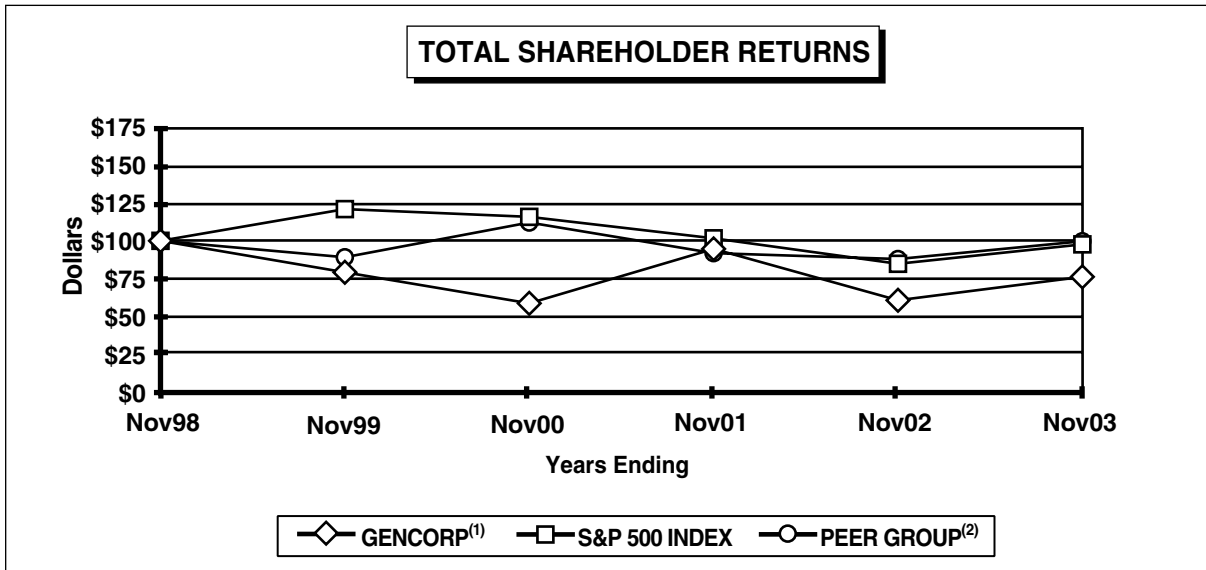 TOTAL SHAREHOLDER RETURNS
$175
$150
$125
$100
$75
$50
$25
$0
Dollars
Nov98 Nov99 Nov00 Nov01 Nov02 Nov03
Years Ending
GENCORP(1) S&P 500 INDEX PEER GROUP(2)